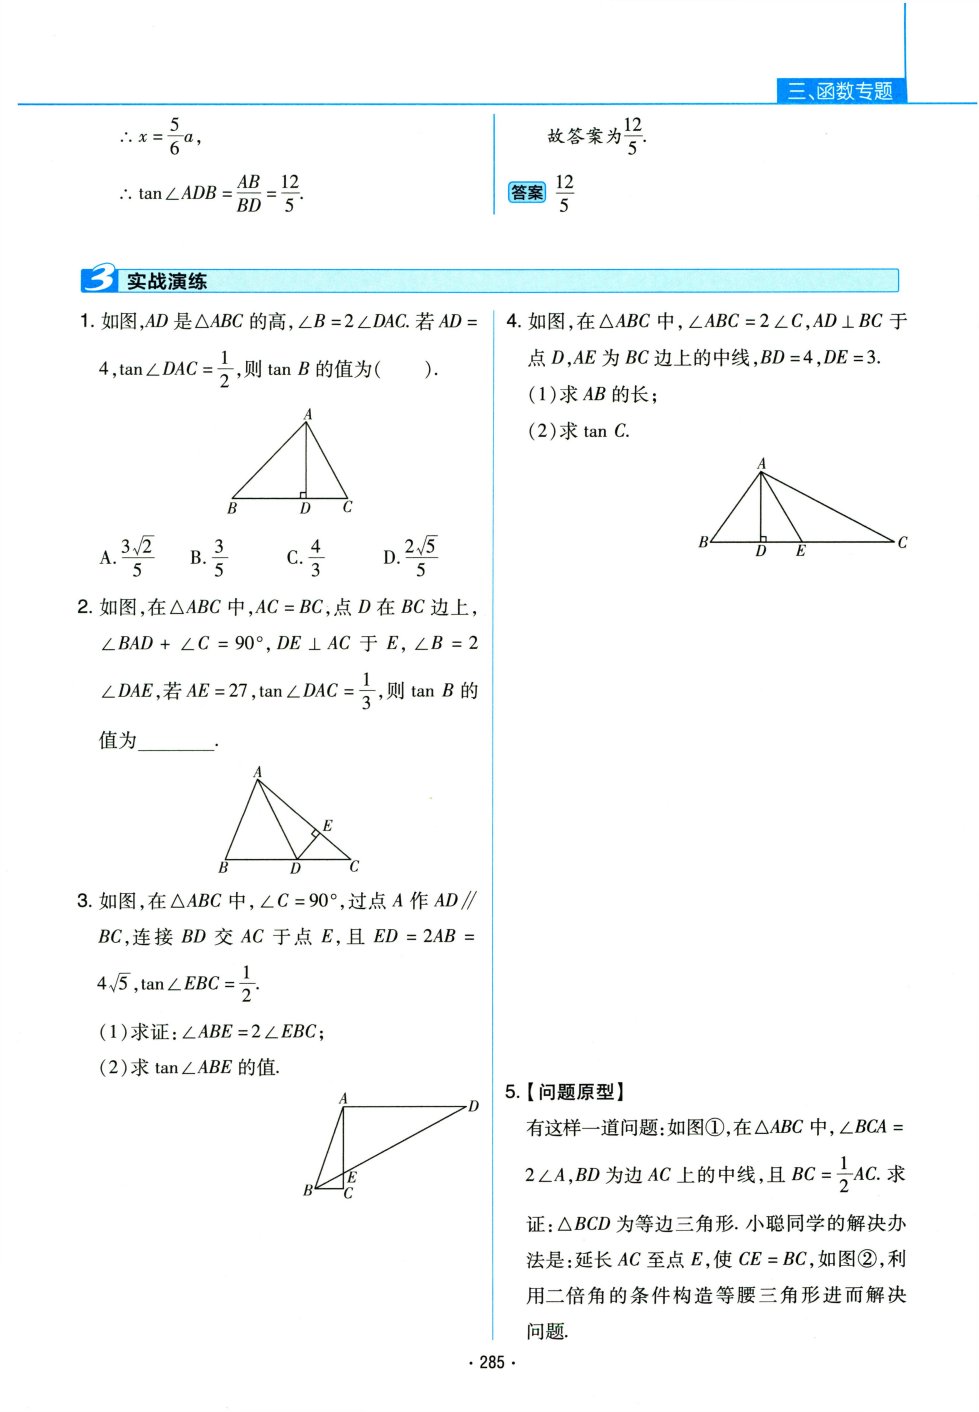 三、函数专题
∴ x = 5/6 a,
∴ tan∠ADB = AB/BD = 12/5.
故答案为 12/5.
答案 12/5
3 实战演练
1. 如图,AD 是△ABC 的高,∠B = 2∠DAC. 若 AD =
4,tan∠DAC = 1/2,则 tan B 的值为(    ).
A
B D C
A. 3√2/5 B. 3/5 C. 4/3 D. 2√5/5
2. 如图,在△ABC 中,AC = BC,点 D 在 BC 边上,
∠BAD + ∠C = 90°, DE ⊥ AC 于 E, ∠B = 2
∠DAE,若 AE = 27,tan∠DAC = 1/3,则 tan B 的
值为________.
A
E
B D C
3. 如图,在△ABC 中,∠C = 90°,过点 A 作 AD∥
BC,连接 BD 交 AC 于点 E,且 ED = 2AB =
4√5,tan∠EBC = 1/2.
(1)求证:∠ABE = 2∠EBC;
(2)求 tan∠ABE 的值.
A D
E
B C
4. 如图,在△ABC 中,∠ABC = 2∠C,AD⊥BC 于
点 D,AE 为 BC 边上的中线,BD = 4,DE = 3.
(1)求 AB 的长;
(2)求 tan C.
A
B D E C
5.【问题原型】
有这样一道问题:如图①,在△ABC 中,∠BCA =
2∠A,BD 为边 AC 上的中线,且 BC = 1/2 AC. 求
证:△BCD 为等边三角形. 小聪同学的解决办
法是:延长 AC 至点 E,使 CE = BC,如图②,利
用二倍角的条件构造等腰三角形进而解决
问题.
· 285 ·